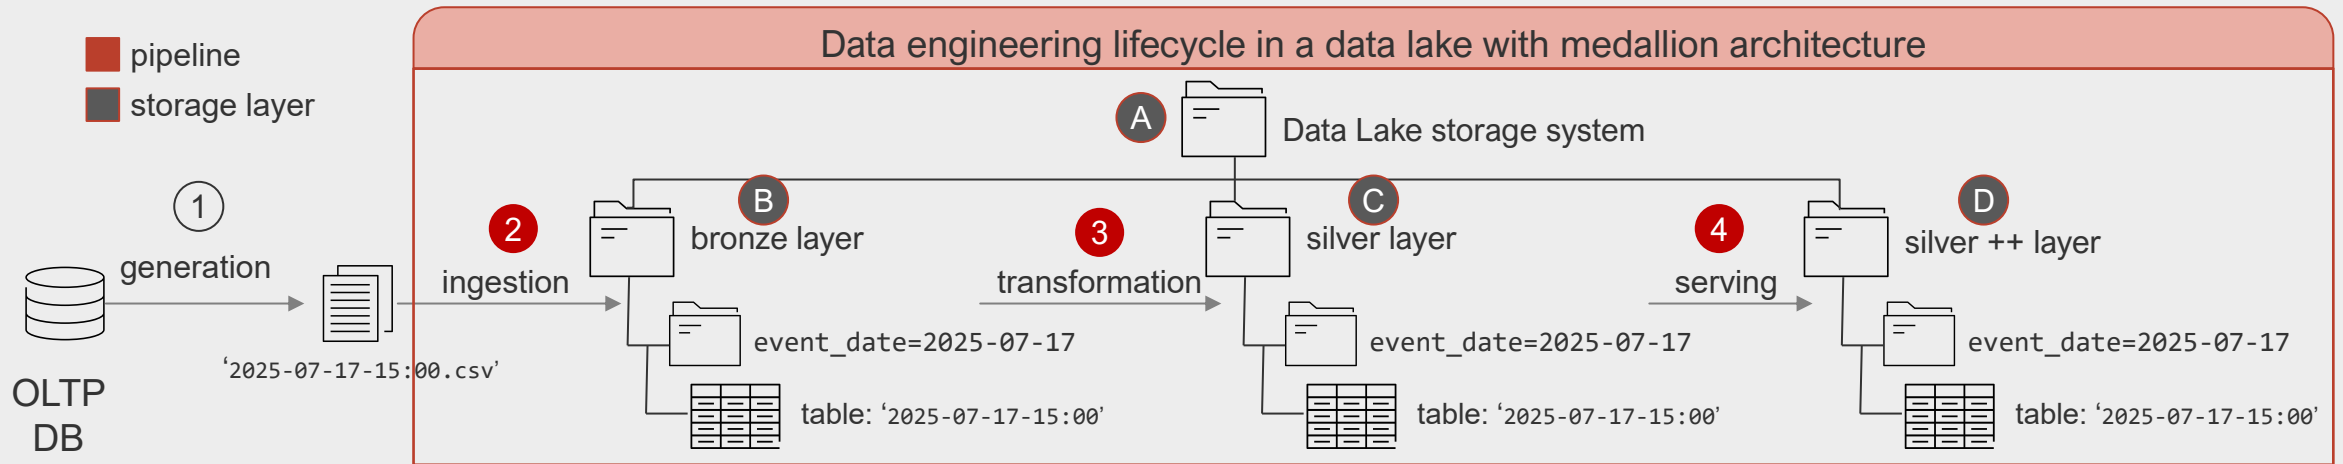 Data engineering lifecycle in a data lake with medallion architecture
pipeline
storage layer
A
Data Lake storage system
1
generation
2
ingestion
B
bronze layer
3
transformation
C
silver layer
4
serving
D
silver ++ layer
OLTP
DB
‘2025-07-17-15:00.csv’
event_date=2025-07-17
table: ‘2025-07-17-15:00’
event_date=2025-07-17
table: ‘2025-07-17-15:00’
event_date=2025-07-17
table: ‘2025-07-17-15:00’